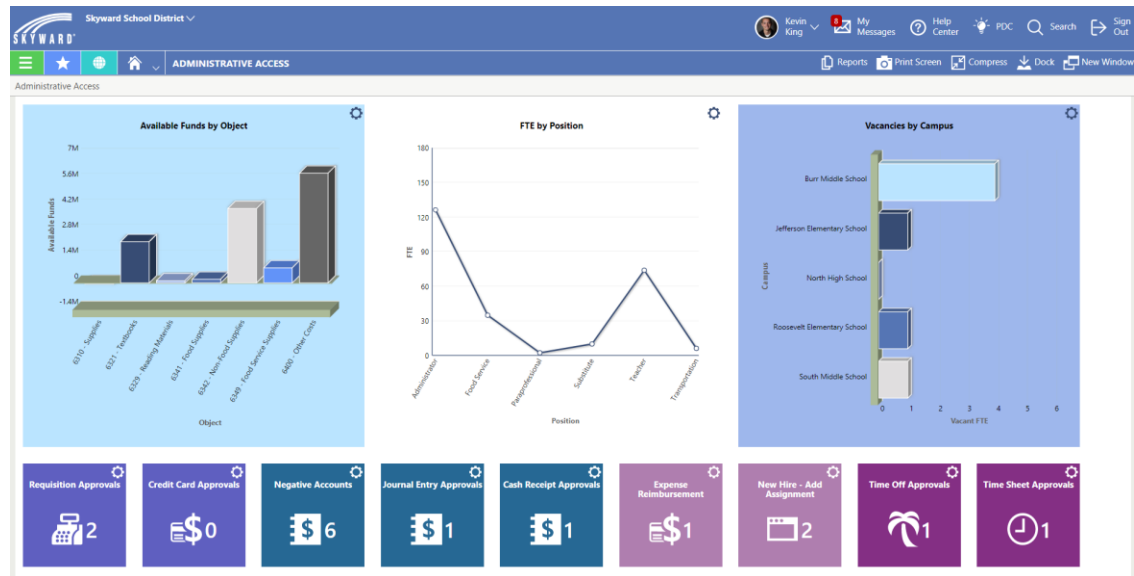 Skyward School District
SKYWARD
Kevin King
8
My Messages
Help Center
PDC
Search
Sign Out
ADMINISTRATIVE ACCESS
Reports
Print Screen
Compress
Dock
New Window
Administrative Access
Available Funds by Object
Available Funds
7M
5.6M
4.2M
2.8M
1.4M
0
-1.4M
6310 - Supplies
6321 - Textbooks
6329 - Reading Materials
6341 - Food Supplies
6342 - Non-Food Supplies
6349 - Food Service Supplies
6400 - Other Costs
Object
FTE by Position
FTE
180
150
120
90
60
30
0
Administrator
Food Service
Paraprofessional
Substitute
Teacher
Transportation
Position
Vacancies by Campus
Campus
Burr Middle School
Jefferson Elementary School
North High School
Roosevelt Elementary School
South Middle School
0 1 2 3 4 5 6
Vacant FTE
Requisition Approvals
2
Credit Card Approvals
$0
Negative Accounts
$ 6
Journal Entry Approvals
$ 1
Cash Receipt Approvals
$ 1
Expense
Reimbursement
$1
New Hire - Add
Assignment
2
Time Off Approvals
1
Time Sheet Approvals
1